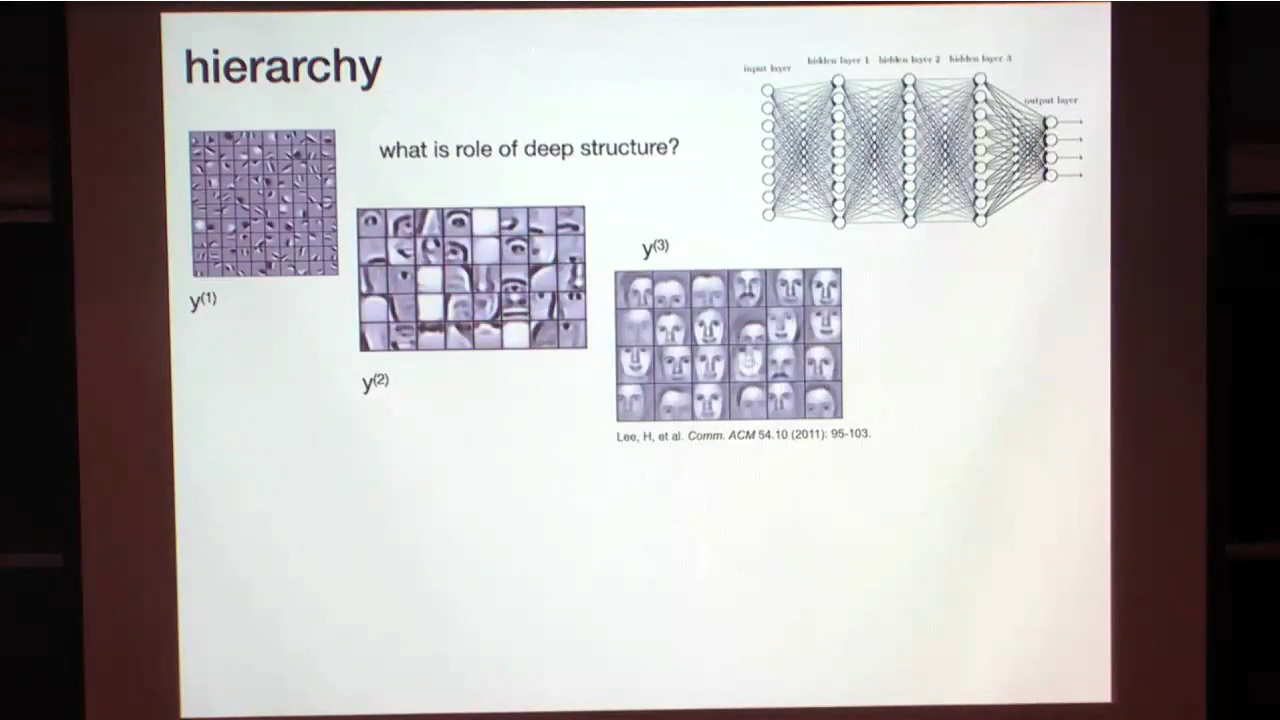 hierarchy
input layer
hidden layer 1
hidden layer 2
hidden layer 3
output layer
what is role of deep structure?
y(1)
y(2)
y(3)
Lee, H, et al. Comm. ACM 54.10 (2011): 95-103.